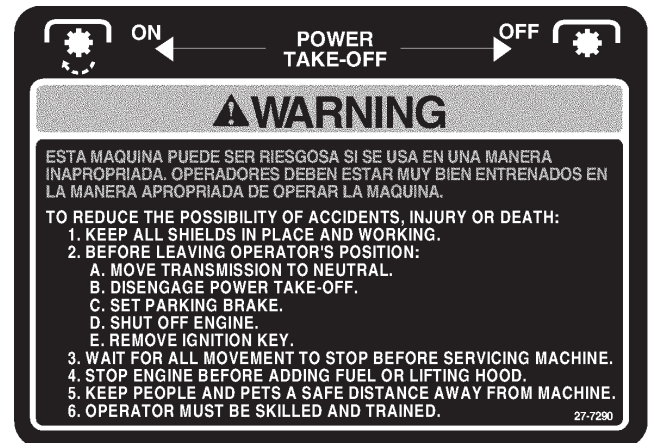 ON POWER OFF
TAKE-OFF
WARNING
ESTA MAQUINA PUEDE SER RIESGOSA SI SE USA EN UNA MANERA
INAPROPRIADA. OPERADORES DEBEN ESTAR MUY BIEN ENTRENADOS EN
LA MANERA APROPRIADA DE OPERAR LA MAQUINA.
TO REDUCE THE POSSIBILITY OF ACCIDENTS, INJURY OR DEATH:
1. KEEP ALL SHIELDS IN PLACE AND WORKING.
2. BEFORE LEAVING OPERATOR'S POSITION:
A. MOVE TRANSMISSION TO NEUTRAL.
B. DISENGAGE POWER TAKE-OFF.
C. SET PARKING BRAKE.
D. SHUT OFF ENGINE.
E. REMOVE IGNITION KEY.
3. WAIT FOR ALL MOVEMENT TO STOP BEFORE SERVICING MACHINE.
4. STOP ENGINE BEFORE ADDING FUEL OR LIFTING HOOD.
5. KEEP PEOPLE AND PETS A SAFE DISTANCE AWAY FROM MACHINE.
6. OPERATOR MUST BE SKILLED AND TRAINED.
27-7290